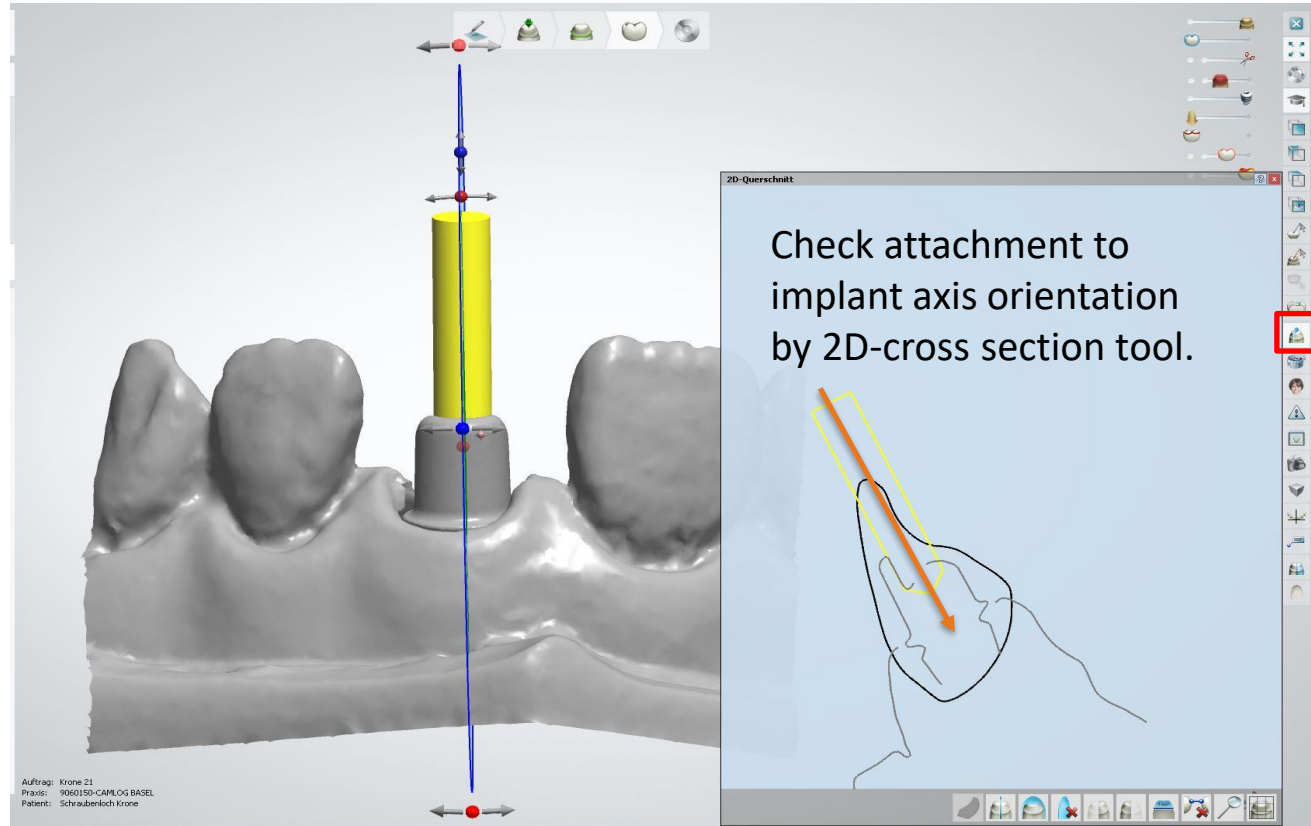 2D-Querschnitt
Check attachment to
implant axis orientation
by 2D-cross section tool.
Auftrag: Krone 21
Praxis: 9060150-CAMLOG BASEL
Patient: Schraubenloch Krone